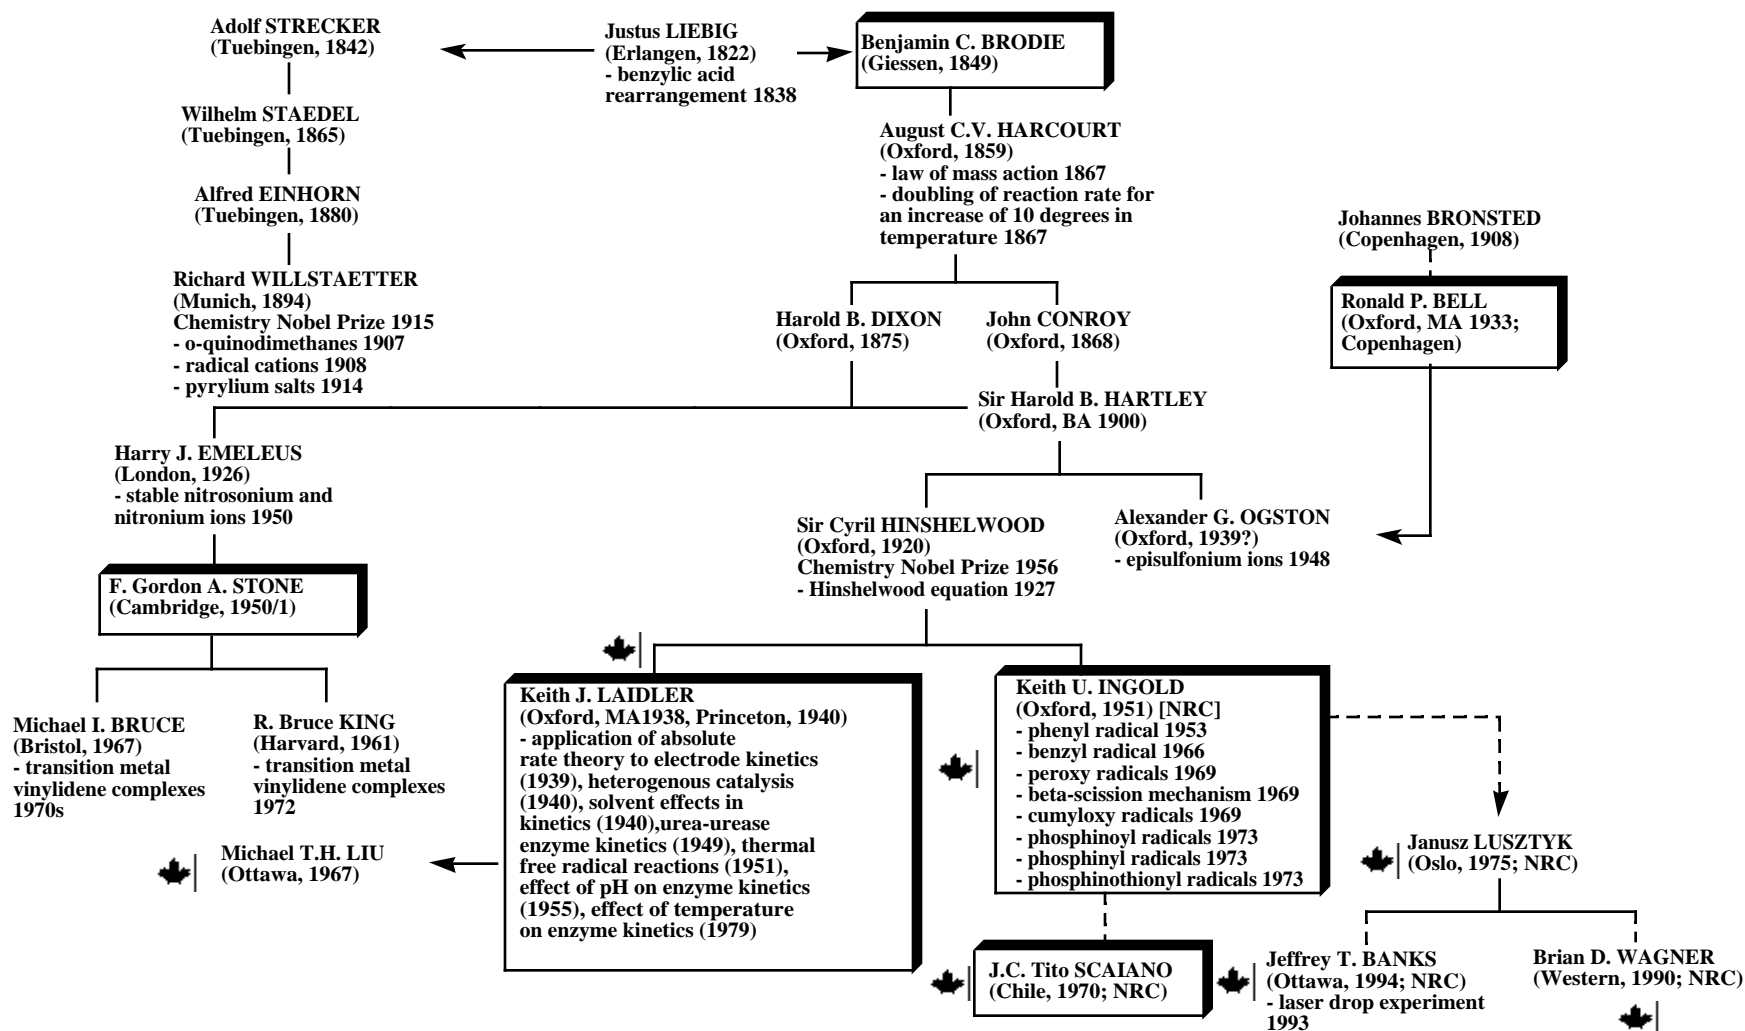 Adolf STRECKER
(Tuebingen, 1842)
Justus LIEBIG
(Erlangen, 1822)
- benzylic acid
rearrangement 1838
Benjamin C. BRODIE
(Giessen, 1849)
Wilhelm STAEDEL
(Tuebingen, 1865)
August C.V. HARCOURT
(Oxford, 1859)
- law of mass action 1867
- doubling of reaction rate for
an increase of 10 degrees in
temperature 1867
Alfred EINHORN
(Tuebingen, 1880)
Johannes BRONSTED
(Copenhagen, 1908)
Richard WILLSTAETTER
(Munich, 1894)
Chemistry Nobel Prize 1915
- o-quinodimethanes 1907
- radical cations 1908
- pyrylium salts 1914
Harold B. DIXON
(Oxford, 1875)
John CONROY
(Oxford, 1868)
Ronald P. BELL
(Oxford, MA 1933;
Copenhagen)
Sir Harold B. HARTLEY
(Oxford, BA 1900)
Harry J. EMELEUS
(London, 1926)
- stable nitrosonium and
nitronium ions 1950
Sir Cyril HINSHELWOOD
(Oxford, 1920)
Chemistry Nobel Prize 1956
- Hinshelwood equation 1927
Alexander G. OGSTON
(Oxford, 1939?)
- episulfonium ions 1948
F. Gordon A. STONE
(Cambridge, 1950/1)
Michael I. BRUCE
(Bristol, 1967)
- transition metal
vinylidene complexes
1970s
R. Bruce KING
(Harvard, 1961)
- transition metal
vinylidene complexes
1972
Keith J. LAIDLER
(Oxford, MA1938, Princeton, 1940)
- application of absolute
rate theory to electrode kinetics
(1939), heterogenous catalysis
(1940), solvent effects in
kinetics (1940),urea-urease
enzyme kinetics (1949), thermal
free radical reactions (1951),
effect of pH on enzyme kinetics
(1955), effect of temperature
on enzyme kinetics (1979)
Keith U. INGOLD
(Oxford, 1951) [NRC]
- phenyl radical 1953
- benzyl radical 1966
- peroxy radicals 1969
- beta-scission mechanism 1969
- cumyloxy radicals 1969
- phosphinoyl radicals 1973
- phosphinyl radicals 1973
- phosphinothionyl radicals 1973
Michael T.H. LIU
(Ottawa, 1967)
Janusz LUSZTYK
(Oslo, 1975; NRC)
J.C. Tito SCAIANO
(Chile, 1970; NRC)
Jeffrey T. BANKS
(Ottawa, 1994; NRC)
- laser drop experiment
1993
Brian D. WAGNER
(Western, 1990; NRC)